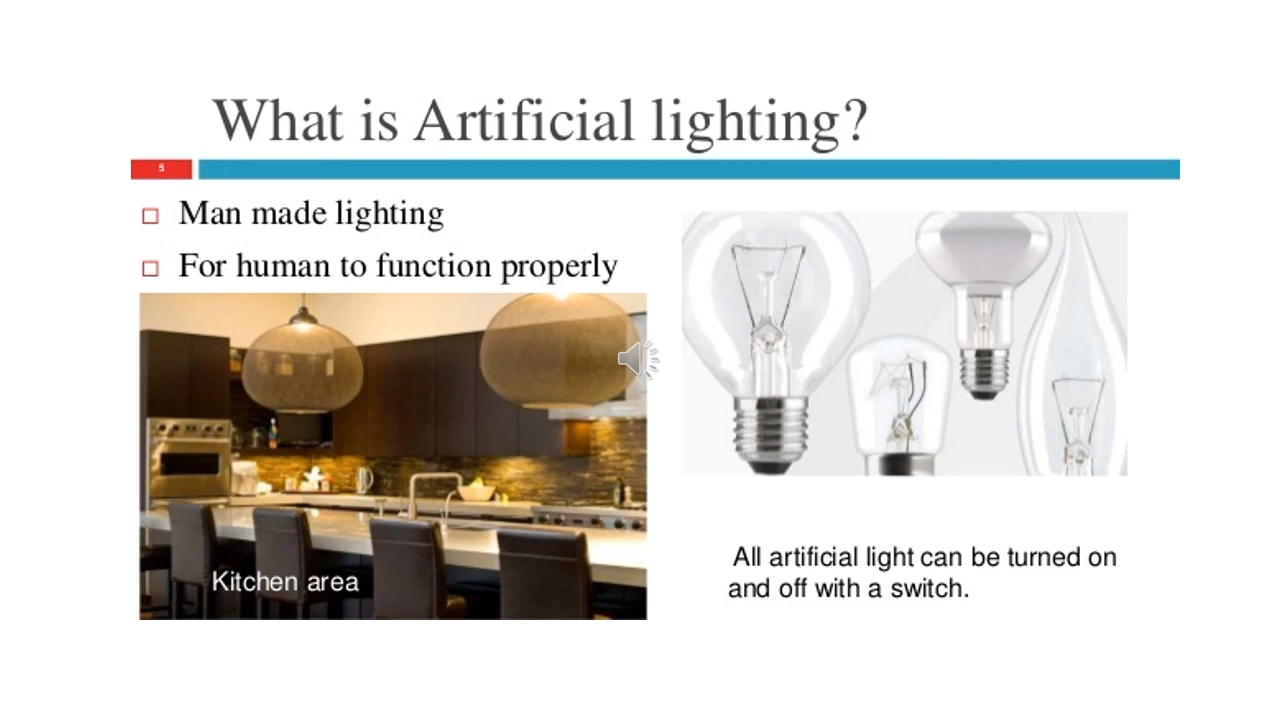 What is Artificial lighting?
5
Man made lighting
For human to function properly
Kitchen area
All artificial light can be turned on
and off with a switch.